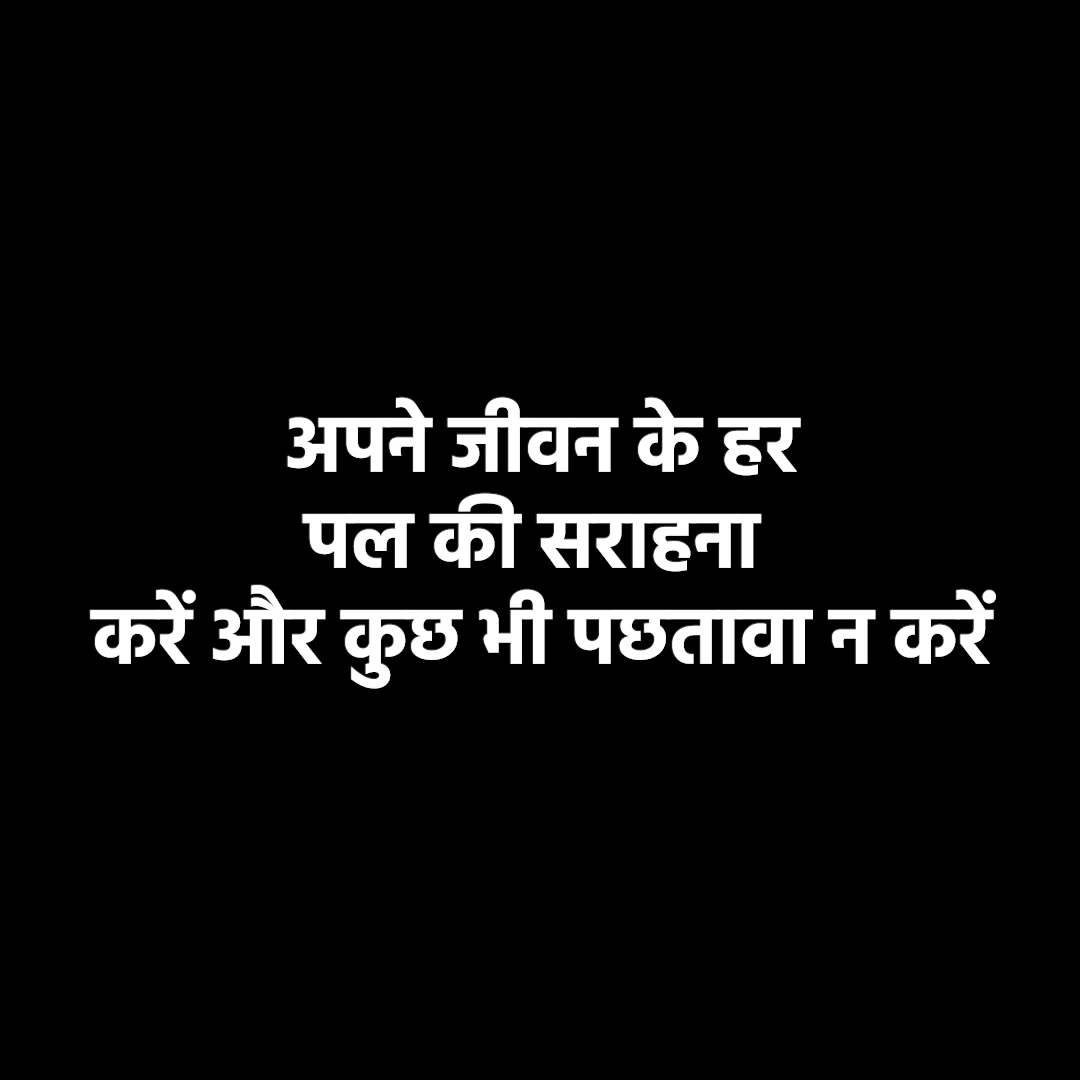 अपने जीवन के हर
पल की सराहना
करें और कुछ भी पछतावा न करें